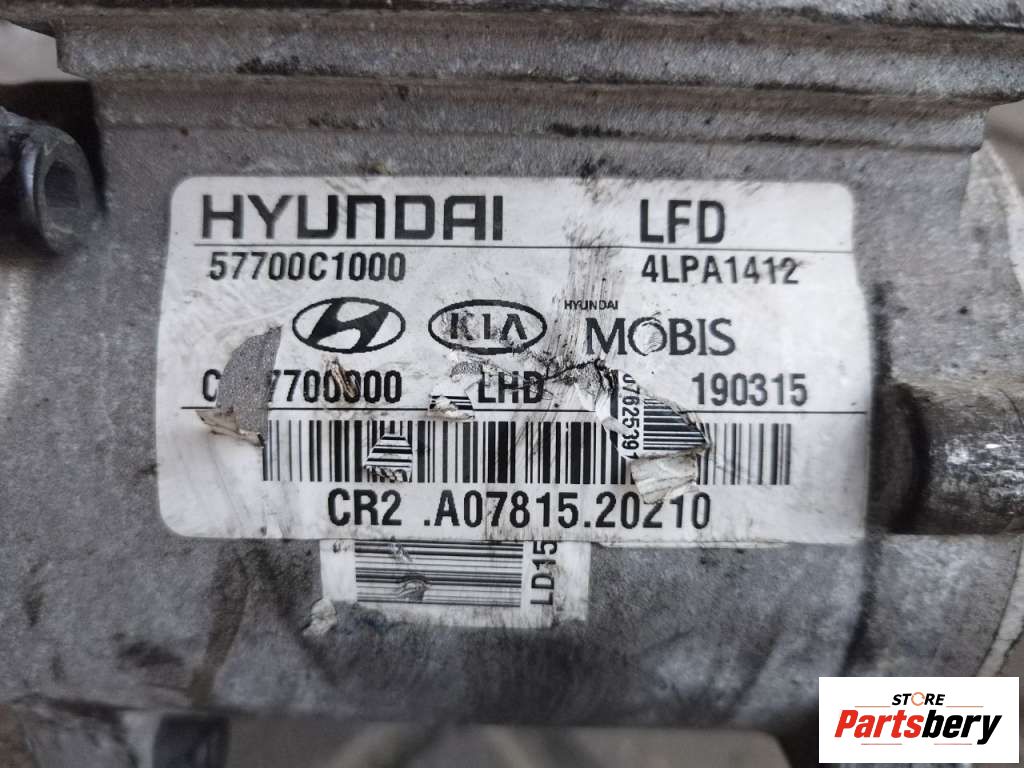 HYUNDAI LFD
57700C1000 4LPA1412
KIA HYUNDAI MOBIS
LHD 190315
CR2 .A07815.20210
LD15
STORE
Partsbery